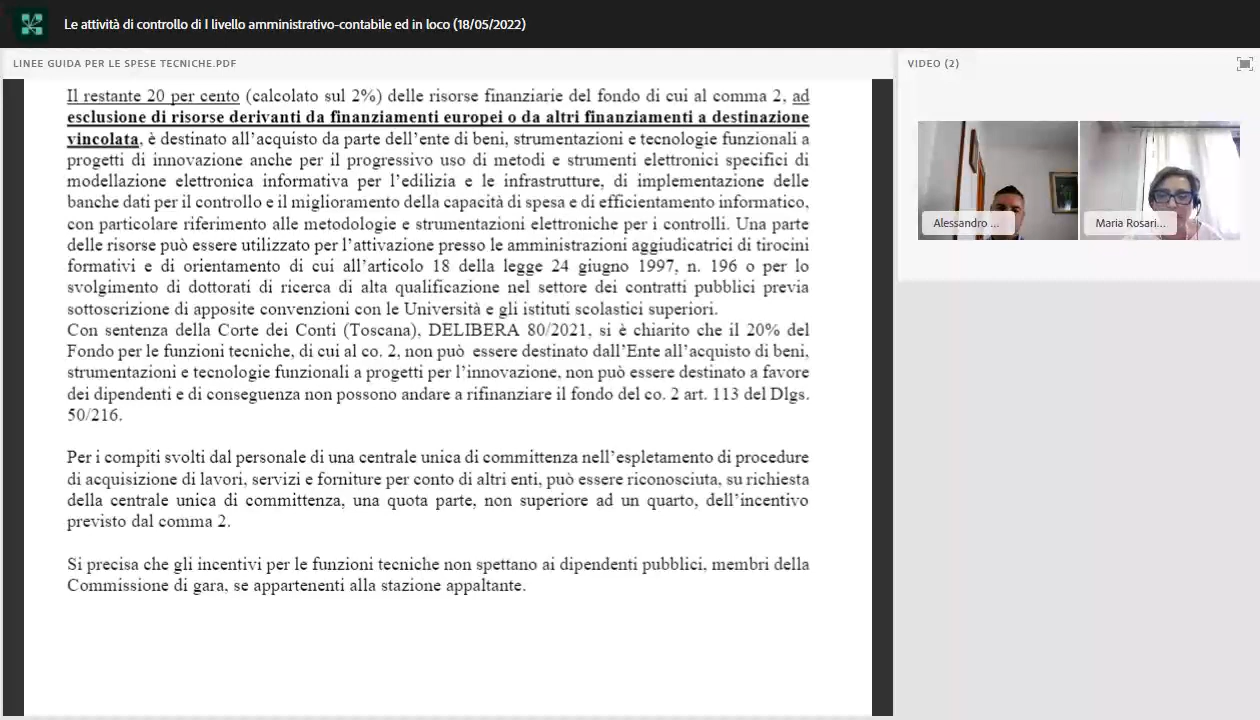 Le attività di controllo di I livello amministrativo-contabile ed in loco (18/05/2022)
LINEE GUIDA PER LE SPESE TECNICHE.PDF
VIDEO (2)
Il restante 20 per cento (calcolato sul 2%) delle risorse finanziarie del fondo di cui al comma 2, ad
esclusione di risorse derivanti da finanziamenti europei o da altri finanziamenti a destinazione
vincolata, è destinato all’acquisto da parte dell’ente di beni, strumentazioni e tecnologie funzionali a
progetti di innovazione anche per il progressivo uso di metodi e strumenti elettronici specifici di
modellazione elettronica informativa per l’edilizia e le infrastrutture, di implementazione delle
banche dati per il controllo e il miglioramento della capacità di spesa e di efficientamento informatico,
con particolare riferimento alle metodologie e strumentazioni elettroniche per i controlli. Una parte
delle risorse può essere utilizzato per l’attivazione presso le amministrazioni aggiudicatrici di tirocini
formativi e di orientamento di cui all’articolo 18 della legge 24 giugno 1997, n. 196 o per lo
svolgimento di dottorati di ricerca di alta qualificazione nel settore dei contratti pubblici previa
sottoscrizione di apposite convenzioni con le Università e gli istituti scolastici superiori.
Con sentenza della Corte dei Conti (Toscana), DELIBERA 80/2021, si è chiarito che il 20% del
Fondo per le funzioni tecniche, di cui al co. 2, non può essere destinato dall’Ente all’acquisto di beni,
strumentazioni e tecnologie funzionali a progetti per l’innovazione, non può essere destinato a favore
dei dipendenti e di conseguenza non possono andare a rifinanziare il fondo del co. 2 art. 113 del Dlgs.
50/216.
Per i compiti svolti dal personale di una centrale unica di committenza nell’espletamento di procedure
di acquisizione di lavori, servizi e forniture per conto di altri enti, può essere riconosciuta, su richiesta
della centrale unica di committenza, una quota parte, non superiore ad un quarto, dell’incentivo
previsto dal comma 2.
Si precisa che gli incentivi per le funzioni tecniche non spettano ai dipendenti pubblici, membri della
Commissione di gara, se appartenenti alla stazione appaltante.
Alessandro ...
Maria Rosari...